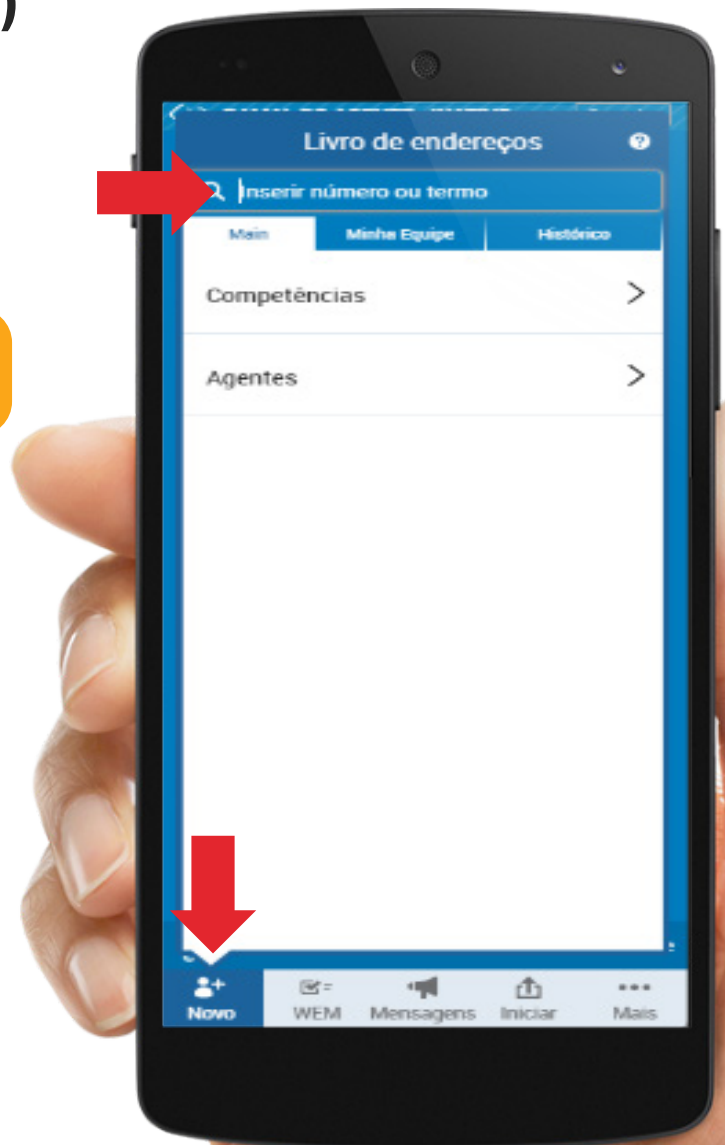 )
Livro de endereços
Inserir número ou termo
Main Minha Equipe Histórico
Competências
Agentes
Novo WEM Mensagens Iniciar Mais